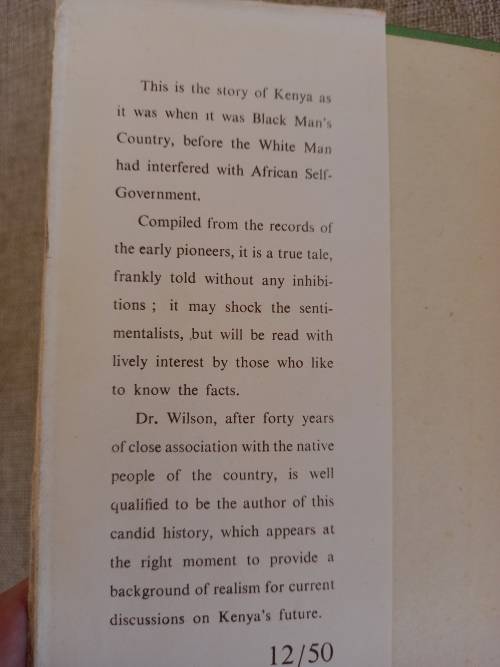 This is the story of Kenya as
it was when it was Black Man's
Country, before the White Man
had interfered with African Self-
Government.
Compiled from the records of
the early pioneers, it is a true tale,
frankly told without any inhibi-
tions ; it may shock the senti-
mentalists, but will be read with
lively interest by those who like
to know the facts.
Dr. Wilson, after forty years
of close association with the native
people of the country, is well
qualified to be the author of this
candid history, which appears at
the right moment to provide a
background of realism for current
discussions on Kenya's future.
12/50